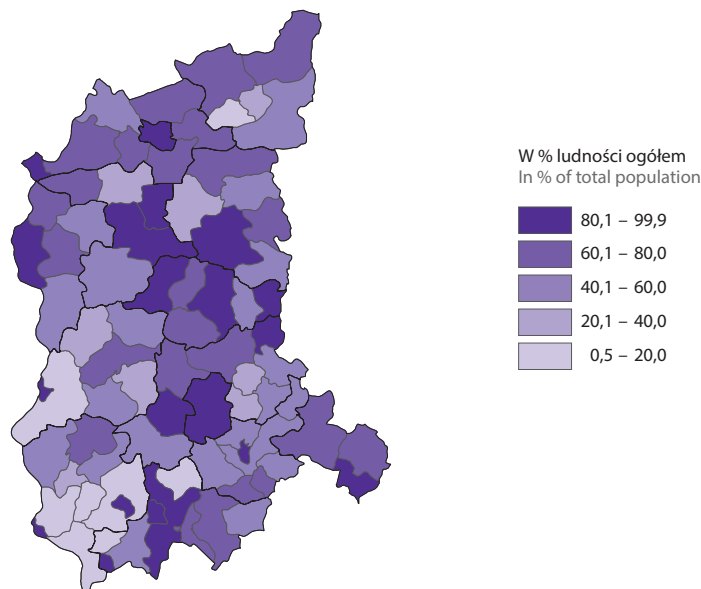 W % ludności ogółem
In % of total population
80,1 – 99,9
60,1 – 80,0
40,1 – 60,0
20,1 – 40,0
0,5 – 20,0